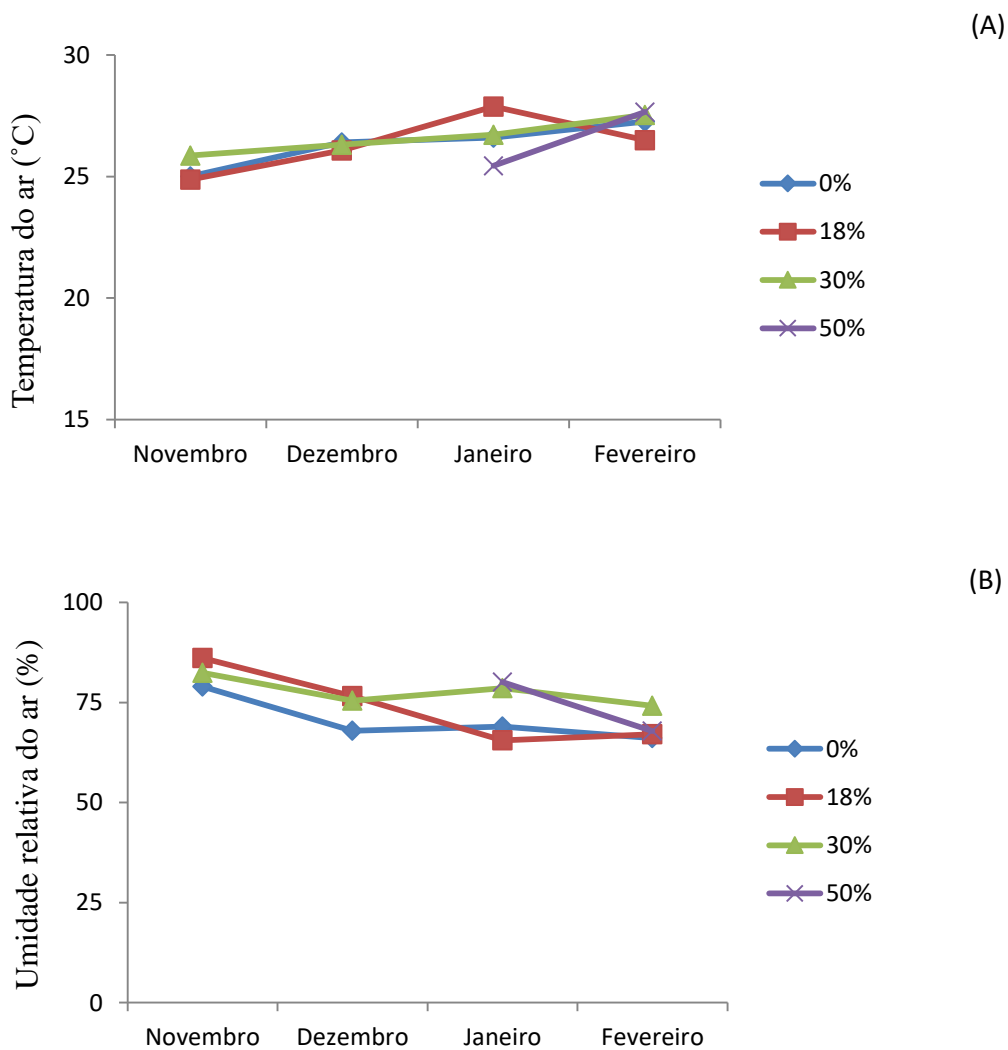 (A)
Temperatura do ar (˚C)
30
25
20
15
Novembro Dezembro Janeiro Fevereiro
0%
18%
30%
50%
(B)
Umidade relativa do ar (%)
100
75
50
25
0
Novembro Dezembro Janeiro Fevereiro
0%
18%
30%
50%